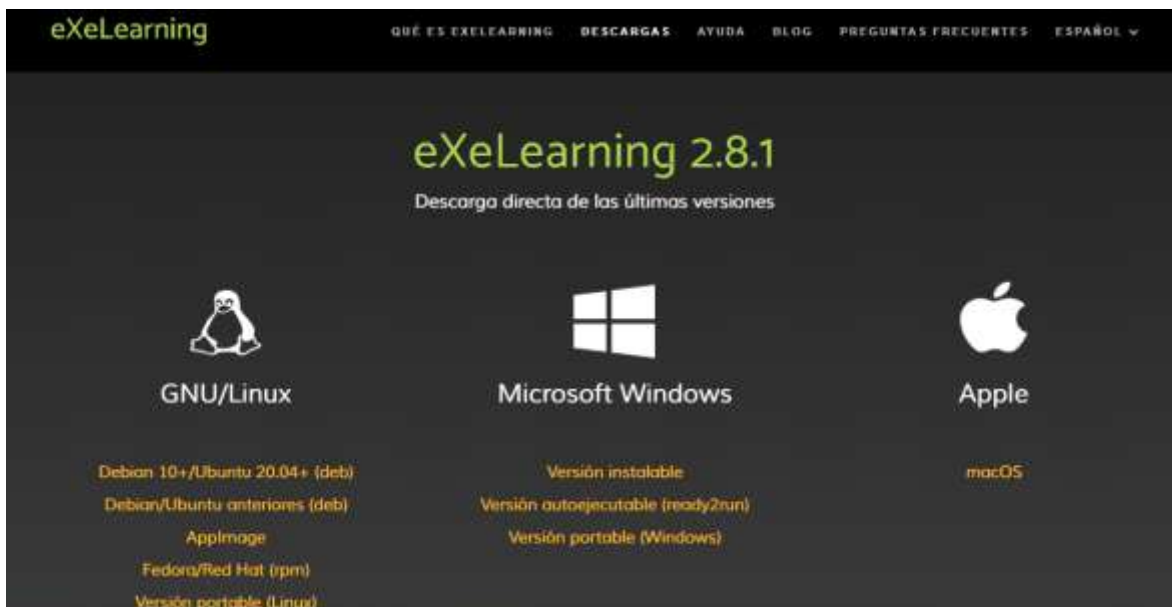 eXeLearning
QUÉ ES EXELEARNING DESCARGAS AYUDA BLOG PREGUNTAS FRECUENTES ESPAÑOL
eXeLearning 2.8.1
Descarga directa de las últimas versiones
GNU/Linux
Debian 10+/Ubuntu 20.04+ (deb)
Debian/Ubuntu anteriores (deb)
AppImage
Fedora/Red Hat (rpm)
Versión portable (Linux)
Microsoft Windows
Versión instalable
Versión autoejecutable (ready2run)
Versión portable (Windows)
Apple
macOS